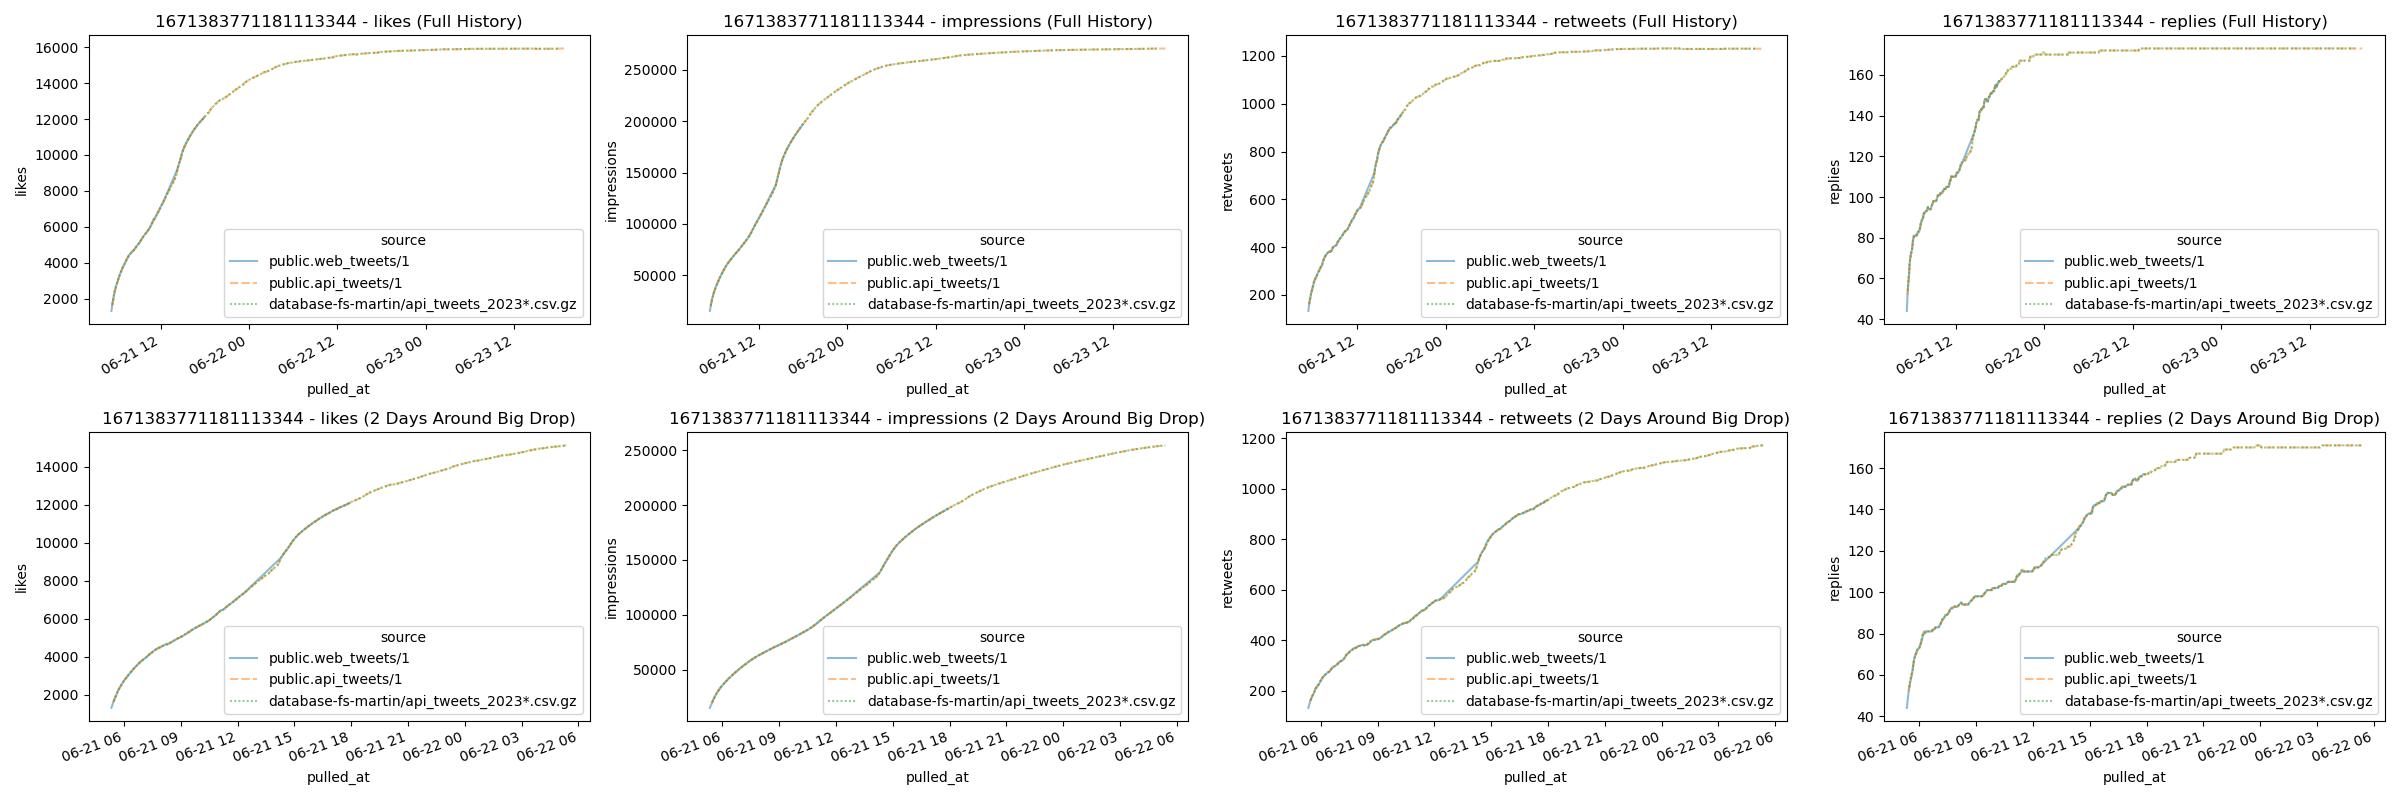 1671383771181113344 - likes (Full History)
16000
14000
12000
10000
8000
6000
4000
2000
likes
source
public.web_tweets/1
public.api_tweets/1
database-fs-martin/api_tweets_2023*.csv.gz
06-21 12
06-22 00
06-22 12
06-23 00
06-23 12
pulled_at
1671383771181113344 - impressions (Full History)
250000
200000
150000
100000
50000
impressions
source
public.web_tweets/1
public.api_tweets/1
database-fs-martin/api_tweets_2023*.csv.gz
06-21 12
06-22 00
06-22 12
06-23 00
06-23 12
pulled_at
1671383771181113344 - retweets (Full History)
1200
1000
800
600
400
200
retweets
source
public.web_tweets/1
public.api_tweets/1
database-fs-martin/api_tweets_2023*.csv.gz
06-21 12
06-22 00
06-22 12
06-23 00
06-23 12
pulled_at
1671383771181113344 - replies (Full History)
160
140
120
100
80
60
40
replies
source
public.web_tweets/1
public.api_tweets/1
database-fs-martin/api_tweets_2023*.csv.gz
06-21 12
06-22 00
06-22 12
06-23 00
06-23 12
pulled_at
1671383771181113344 - likes (2 Days Around Big Drop)
14000
12000
10000
8000
6000
4000
2000
likes
source
public.web_tweets/1
public.api_tweets/1
database-fs-martin/api_tweets_2023*.csv.gz
06-21 06
06-21 09
06-21 12
06-21 15
06-21 18
06-21 21
06-22 00
06-22 03
06-22 06
pulled_at
1671383771181113344 - impressions (2 Days Around Big Drop)
250000
200000
150000
100000
50000
impressions
source
public.web_tweets/1
public.api_tweets/1
database-fs-martin/api_tweets_2023*.csv.gz
06-21 06
06-21 09
06-21 12
06-21 15
06-21 18
06-21 21
06-22 00
06-22 03
06-22 06
pulled_at
1671383771181113344 - retweets (2 Days Around Big Drop)
1200
1000
800
600
400
200
retweets
source
public.web_tweets/1
public.api_tweets/1
database-fs-martin/api_tweets_2023*.csv.gz
06-21 06
06-21 09
06-21 12
06-21 15
06-21 18
06-21 21
06-22 00
06-22 03
06-22 06
pulled_at
1671383771181113344 - replies (2 Days Around Big Drop)
160
140
120
100
80
60
40
replies
source
public.web_tweets/1
public.api_tweets/1
database-fs-martin/api_tweets_2023*.csv.gz
06-21 06
06-21 09
06-21 12
06-21 15
06-21 18
06-21 21
06-22 00
06-22 03
06-22 06
pulled_at